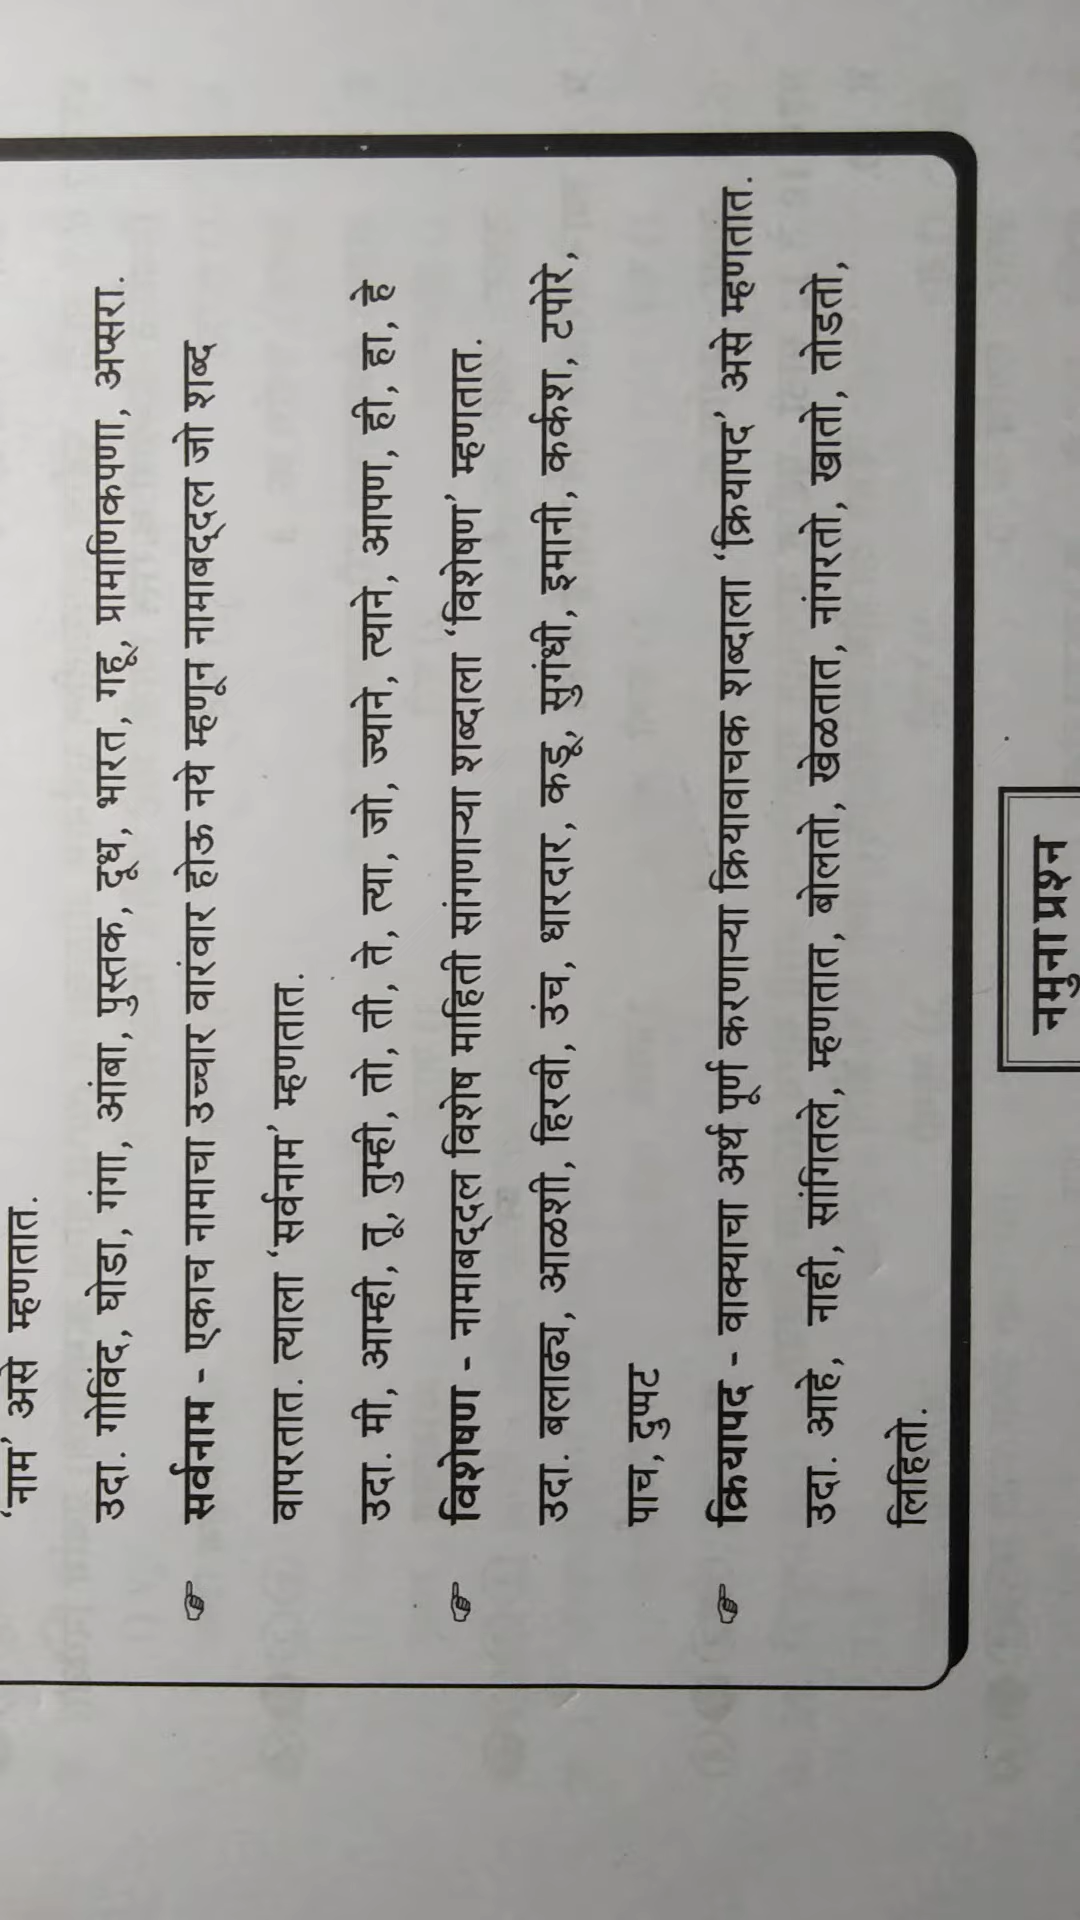 'नाम' असे म्हणतात.
उदा. गोविंद, घोडा, गंगा, आंबा, पुस्तक, दूध, भारत, गहू, प्रामाणिकपणा, अप्सरा.
☞ सर्वनाम - एकाच नामाचा उच्चार वारंवार होऊ नये म्हणून नामाबद्दल जो शब्द
वापरतात. त्याला 'सर्वनाम' म्हणतात.
उदा. मी, आम्ही, तू, तुम्ही, तो, ती, ते, त्या, जो, ज्याने, त्याने, आपण, ही, हा, हे
☞ विशेषण - नामाबद्दल विशेष माहिती सांगणाऱ्या शब्दाला 'विशेषण' म्हणतात.
उदा. बलाढ्य, आळशी, हिरवी, उंच, धारदार, कडू, सुगंधी, इमानी, कर्कश, टपोरे,
पाच, दुप्पट
☞ क्रियापद - वाक्याचा अर्थ पूर्ण करणाऱ्या क्रियावाचक शब्दाला 'क्रियापद' असे म्हणतात.
उदा. आहे, नाही, सांगितले, म्हणतात, बोलतो, खेळतात, नांगरतो, खातो, तोडतो,
लिहितो.
नमुना प्रश्न